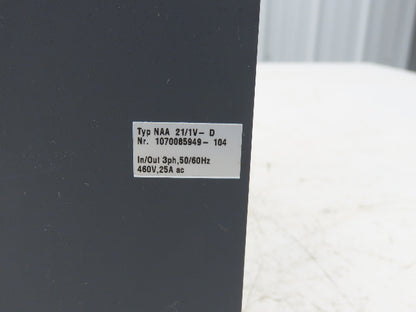 Typ NAA 21/1V- D
Nr. 1070085949- 104
In/Out 3ph,50/60Hz
460V,25A ac